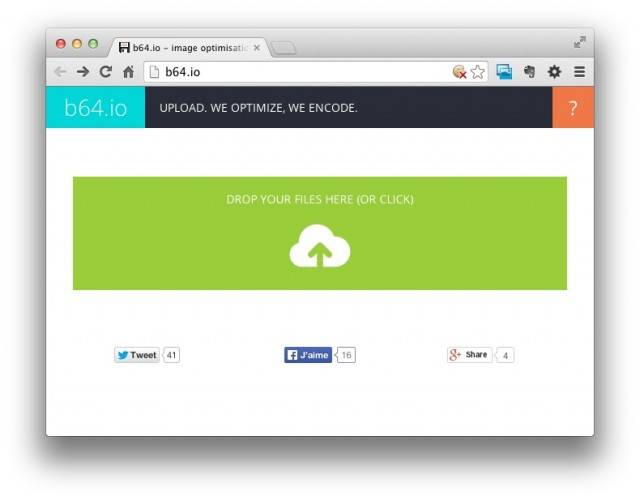 b64.io – image optimisatio
b64.io
b64.io
UPLOAD. WE OPTIMIZE, WE ENCODE.
?
DROP YOUR FILES HERE (OR CLICK)
Tweet 41
J'aime 16
Share 4